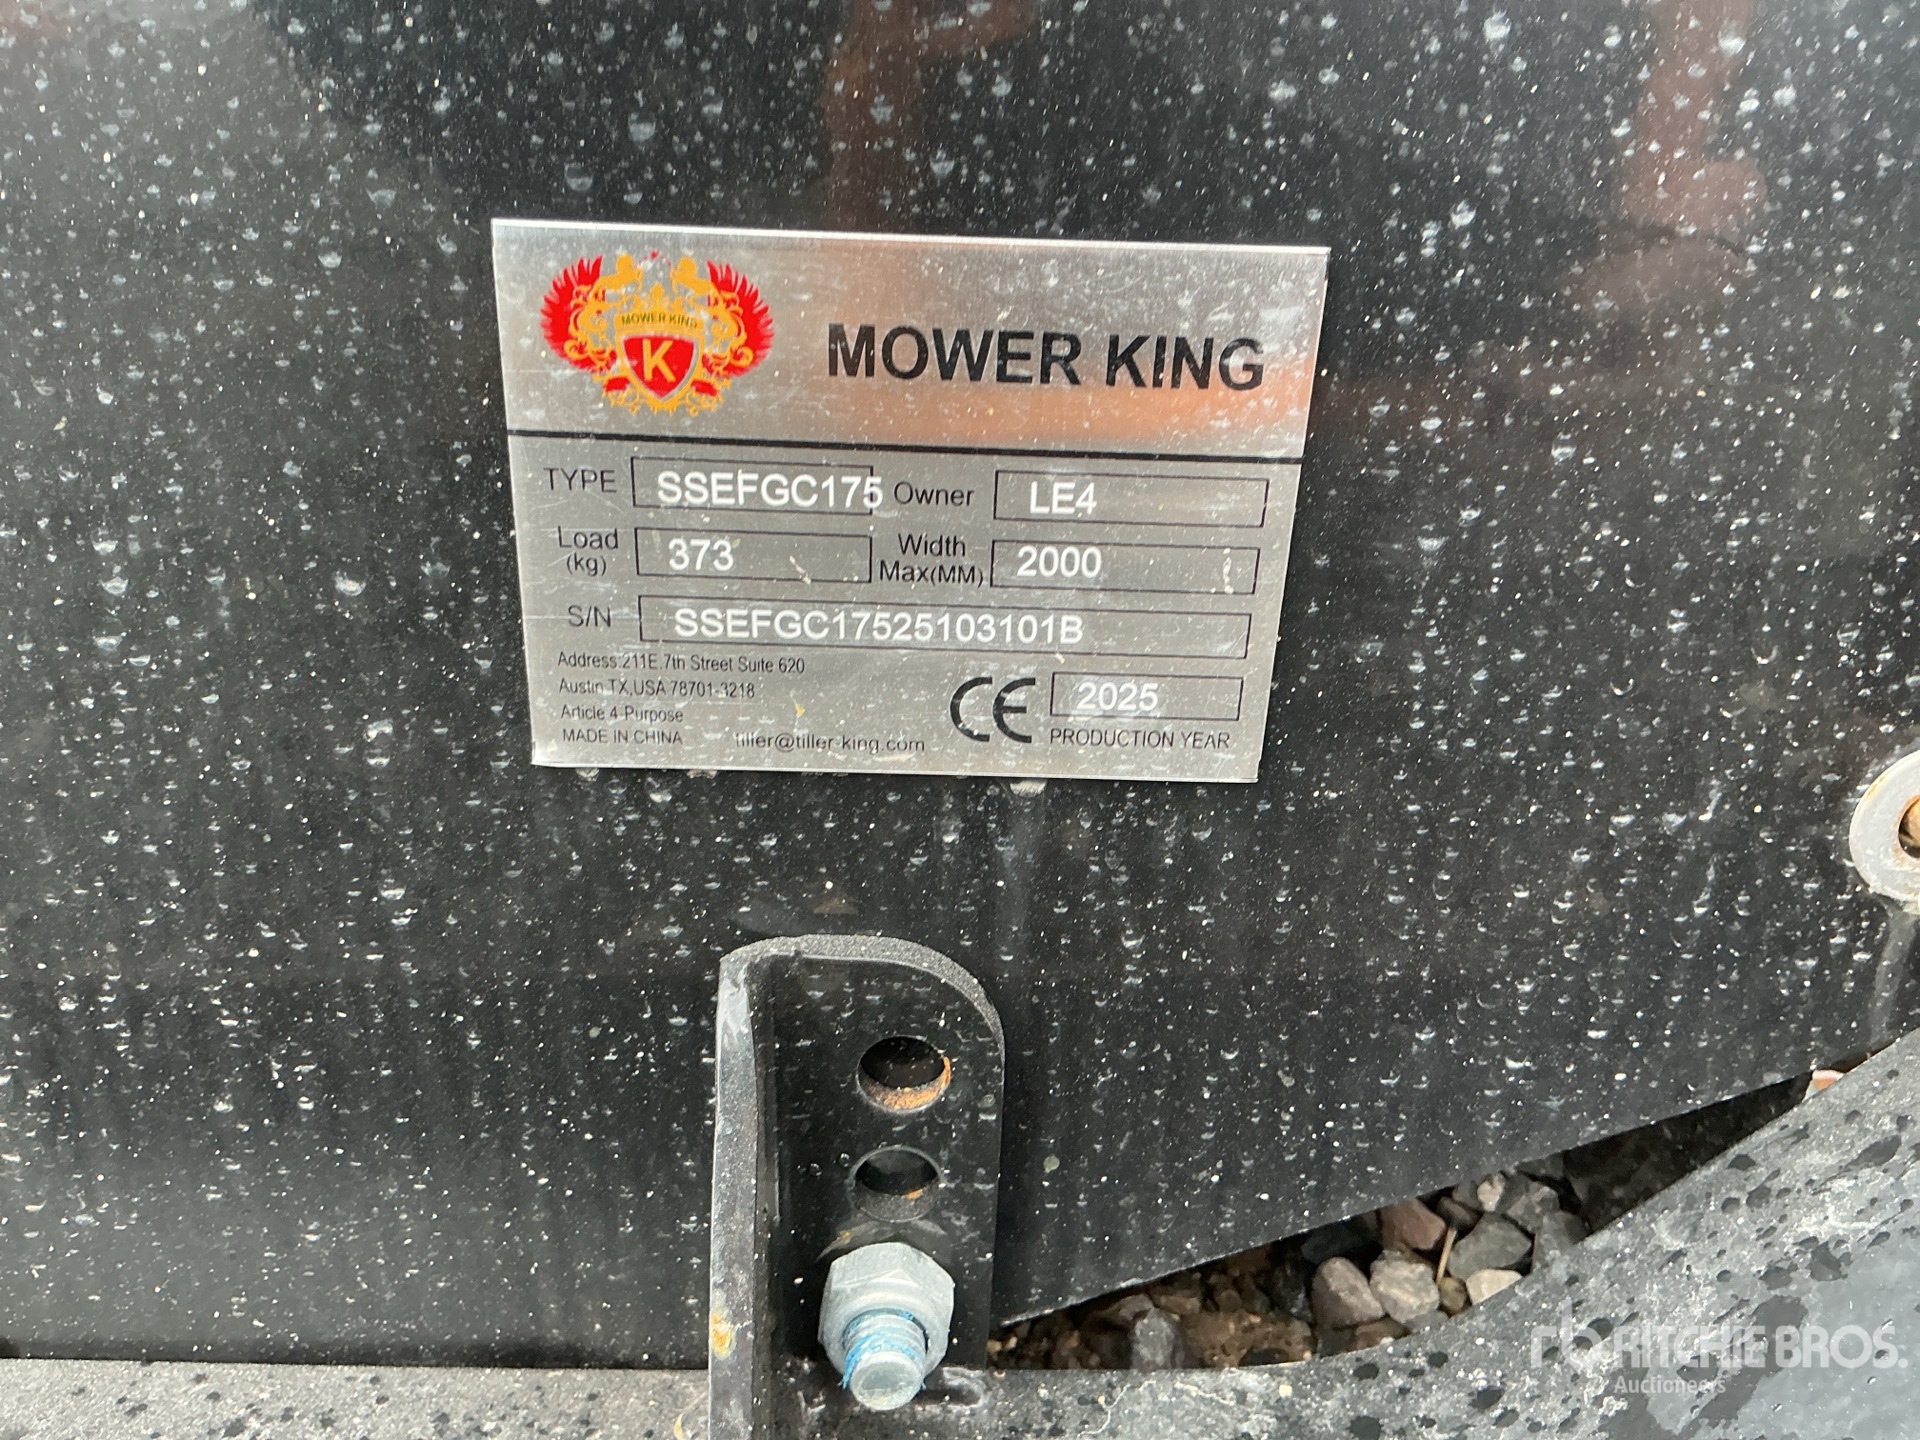 MOWER KING
K
MOWER KING
TYPE SSEFGC175 Owner LE4
Load (kg) 373 Width Max(MM) 2000
S/N SSEFGC17525103101B
Address:211E.7th Street Suite 620
Austin TX,USA 78701-3218
Article 4-Purpose
MADE IN CHINA tiller@tiller-king.com
CE 2025
PRODUCTION YEAR
rb RITCHIE BROS.
Auctioneers